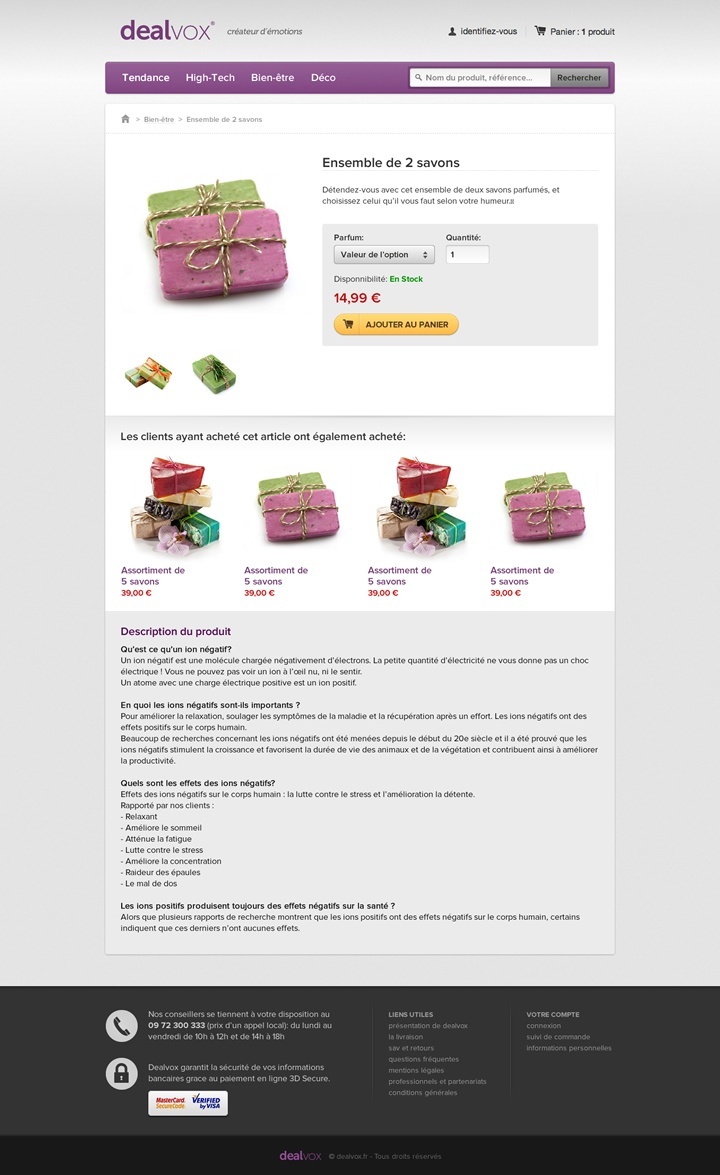 dealvox® créateur d'émotions
identifiez-vous
Panier : 1 produit
Tendance High-Tech Bien-être Déco
Nom du produit, référence... Rechercher
> Bien-être > Ensemble de 2 savons
Ensemble de 2 savons
Détendez-vous avec cet ensemble de deux savons parfumés, et
choisissez celui qu'il vous faut selon votre humeur.
Parfum: Quantité:
Valeur de l'option 1
Disponnibilité: En Stock
14,99 €
AJOUTER AU PANIER
Les clients ayant acheté cet article ont également acheté:
Assortiment de Assortiment de Assortiment de Assortiment de
5 savons 5 savons 5 savons 5 savons
39,00 € 39,00 € 39,00 € 39,00 €
Description du produit
Qu'est ce qu'un ion négatif?
Un ion négatif est une molécule chargée négativement d'électrons. La petite quantité d'électricité ne vous donne pas un choc
électrique ! Vous ne pouvez pas voir un ion à l'œil nu, ni le sentir.
Un atome avec une charge électrique positive est un ion positif.
En quoi les ions négatifs sont-ils importants ?
Pour améliorer la relaxation, soulager les symptômes de la maladie et la récupération après un effort. Les ions négatifs ont des
effets positifs sur le corps humain.
Beaucoup de recherches concernant les ions négatifs ont été menées depuis le début du 20e siècle et il a été prouvé que les
ions négatifs stimulent la croissance et favorisent la durée de vie des animaux et de la végétation et contribuent ainsi à améliorer
la productivité.
Quels sont les effets des ions négatifs?
Effets des ions négatifs sur le corps humain : la lutte contre le stress et l'amélioration la détente.
Rapporté par nos clients :
- Relaxant
- Améliore le sommeil
- Atténue la fatigue
- Lutte contre le stress
- Améliore la concentration
- Raideur des épaules
- Le mal de dos
Les ions positifs produisent toujours des effets négatifs sur la santé ?
Alors que plusieurs rapports de recherche montrent que les ions positifs ont des effets négatifs sur le corps humain, certains
indiquent que ces derniers n'ont aucunes effets.
Nos conseillers se tiennent à votre disposition au
09 72 300 333 (prix d'un appel local): du lundi au
vendredi de 10h à 12h et de 14h à 18h
Dealvox garantit la sécurité de vos informations
bancaires grace au paiement en ligne 3D Secure.
MasterCard. SecureCode. VERIFIED by VISA
LIENS UTILES
présentation de dealvox
la livraison
sav et retours
questions fréquentes
mentions légales
professionnels et partenariats
conditions générales
VOTRE COMPTE
connexion
suivi de commande
informations personnelles
dealvox © dealvox.fr - Tous droits réservés